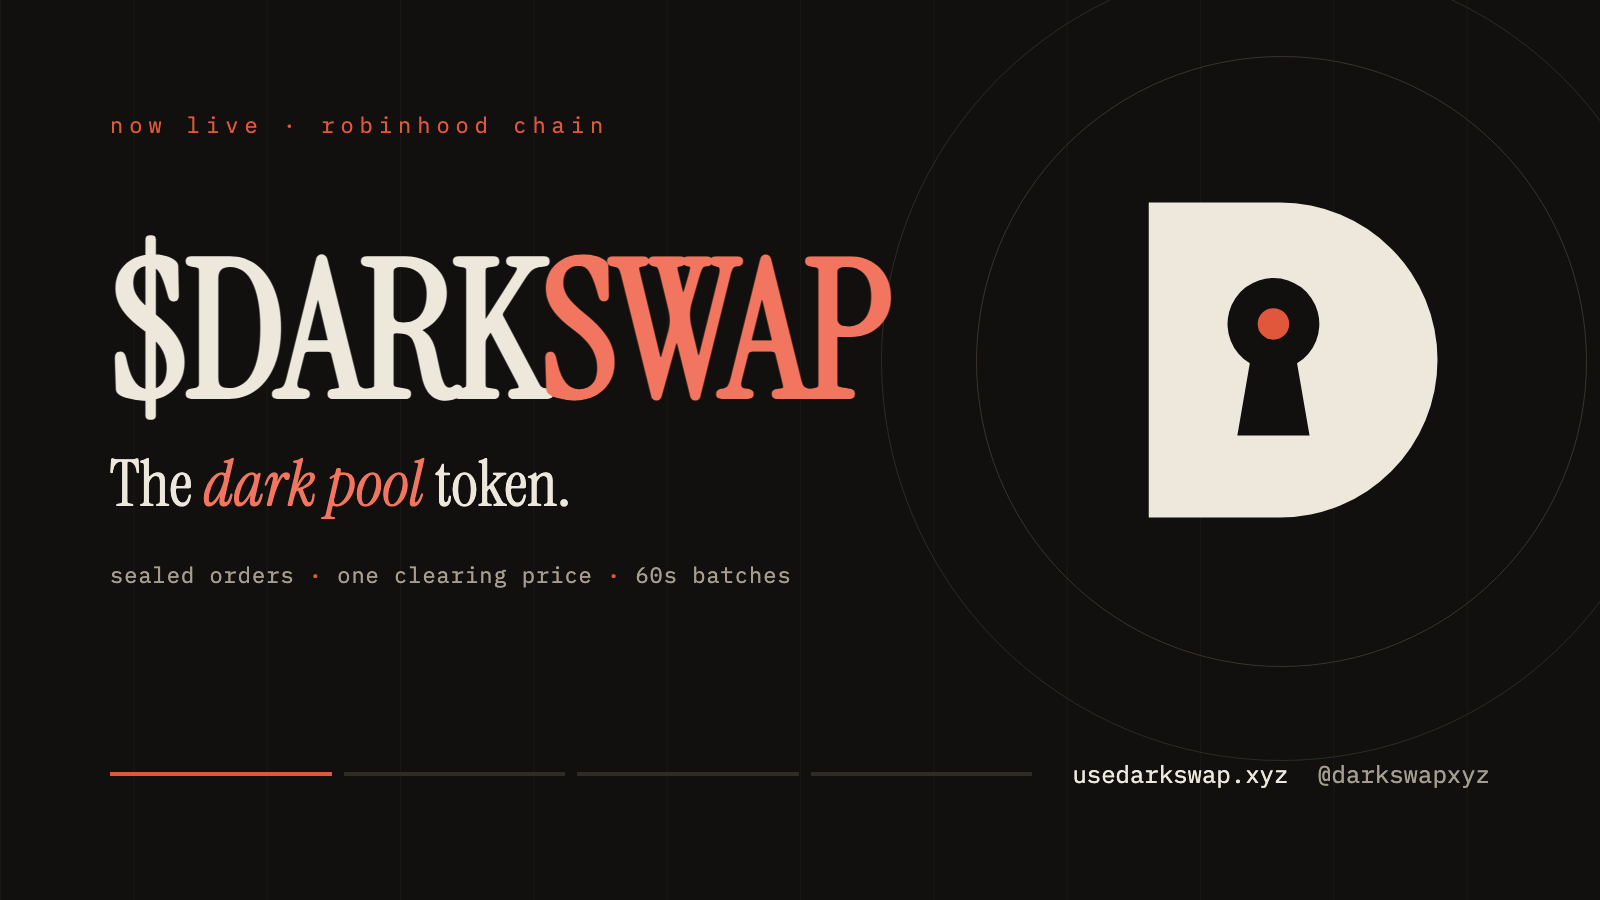 now live · robinhood chain
$DARKSWAP
The dark pool token.
sealed orders · one clearing price · 60s batches
usedarkswap.xyz @darkswapxyz